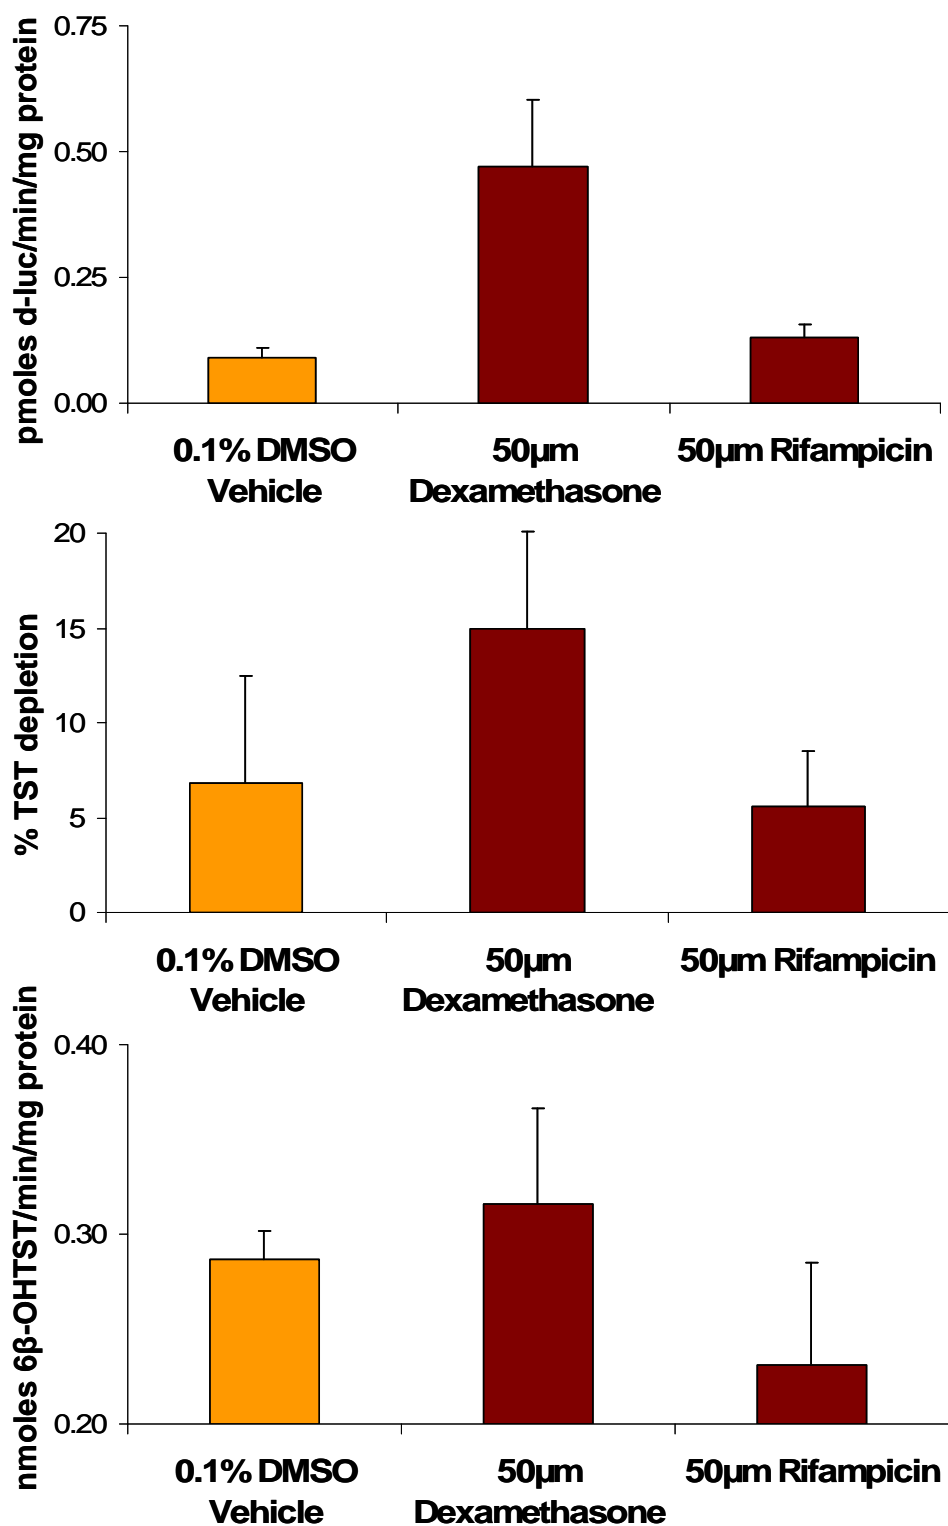 pmoles d-luc/min/mg protein
0.75
0.50
0.25
0.00
0.1% DMSO
Vehicle
50µm
Dexamethasone
50µm Rifampicin
% TST depletion
20
15
10
5
0
0.1% DMSO
Vehicle
50µm
Dexamethasone
50µm Rifampicin
nmoles 6β-OHTST/min/mg protein
0.40
0.30
0.20
0.1% DMSO
Vehicle
50µm
Dexamethasone
50µm Rifampicin